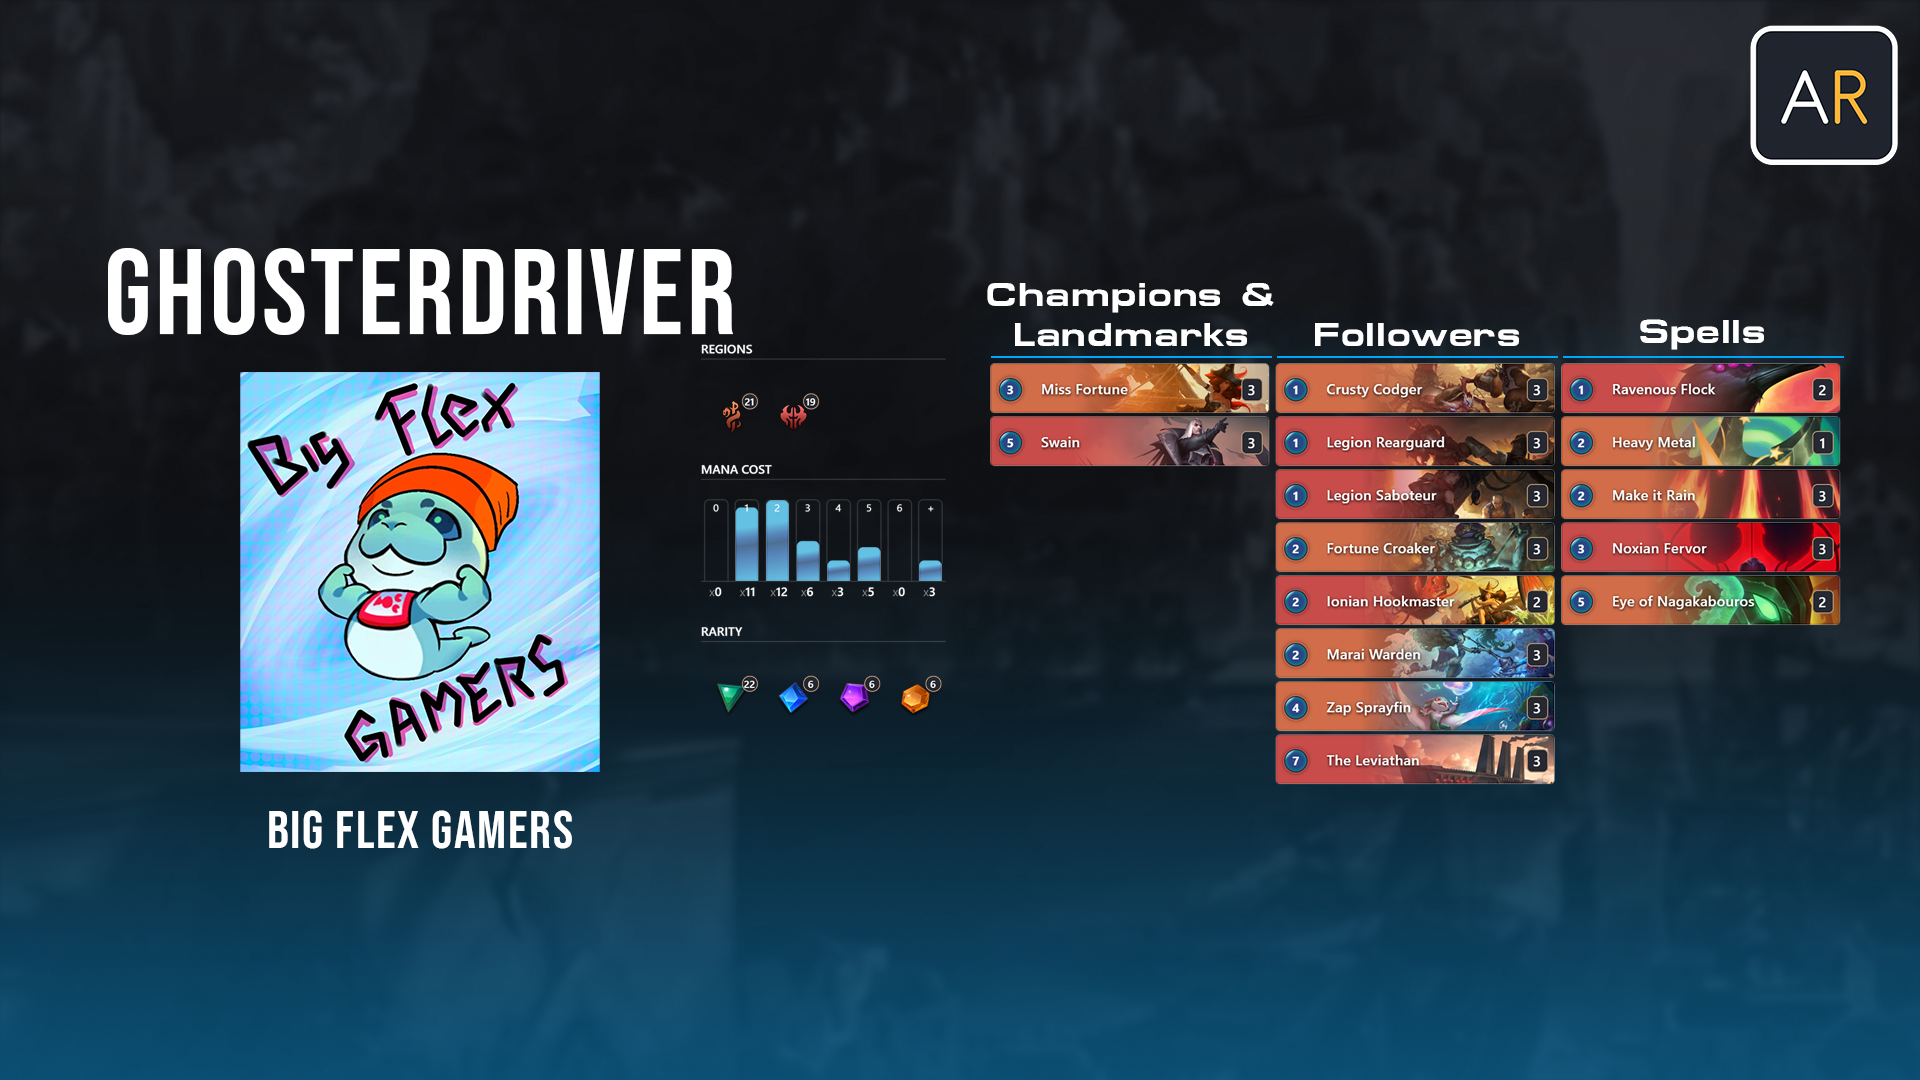 AR
GHOSTERDRIVER
Big Flex
GAMERS
BIG FLEX GAMERS
REGIONS
21 19
MANA COST
0 1 2 3 4 5 6 +
x0 x11 x12 x6 x3 x5 x0 x3
RARITY
22 6 6 6
Champions &
Landmarks
3 Miss Fortune 3
5 Swain 3
Followers
1 Crusty Codger 3
1 Legion Rearguard 3
1 Legion Saboteur 3
2 Fortune Croaker 3
2 Ionian Hookmaster 2
2 Marai Warden 3
4 Zap Sprayfin 3
7 The Leviathan 3
Spells
1 Ravenous Flock 2
2 Heavy Metal 1
2 Make it Rain 3
3 Noxian Fervor 3
5 Eye of Nagakabouros 2